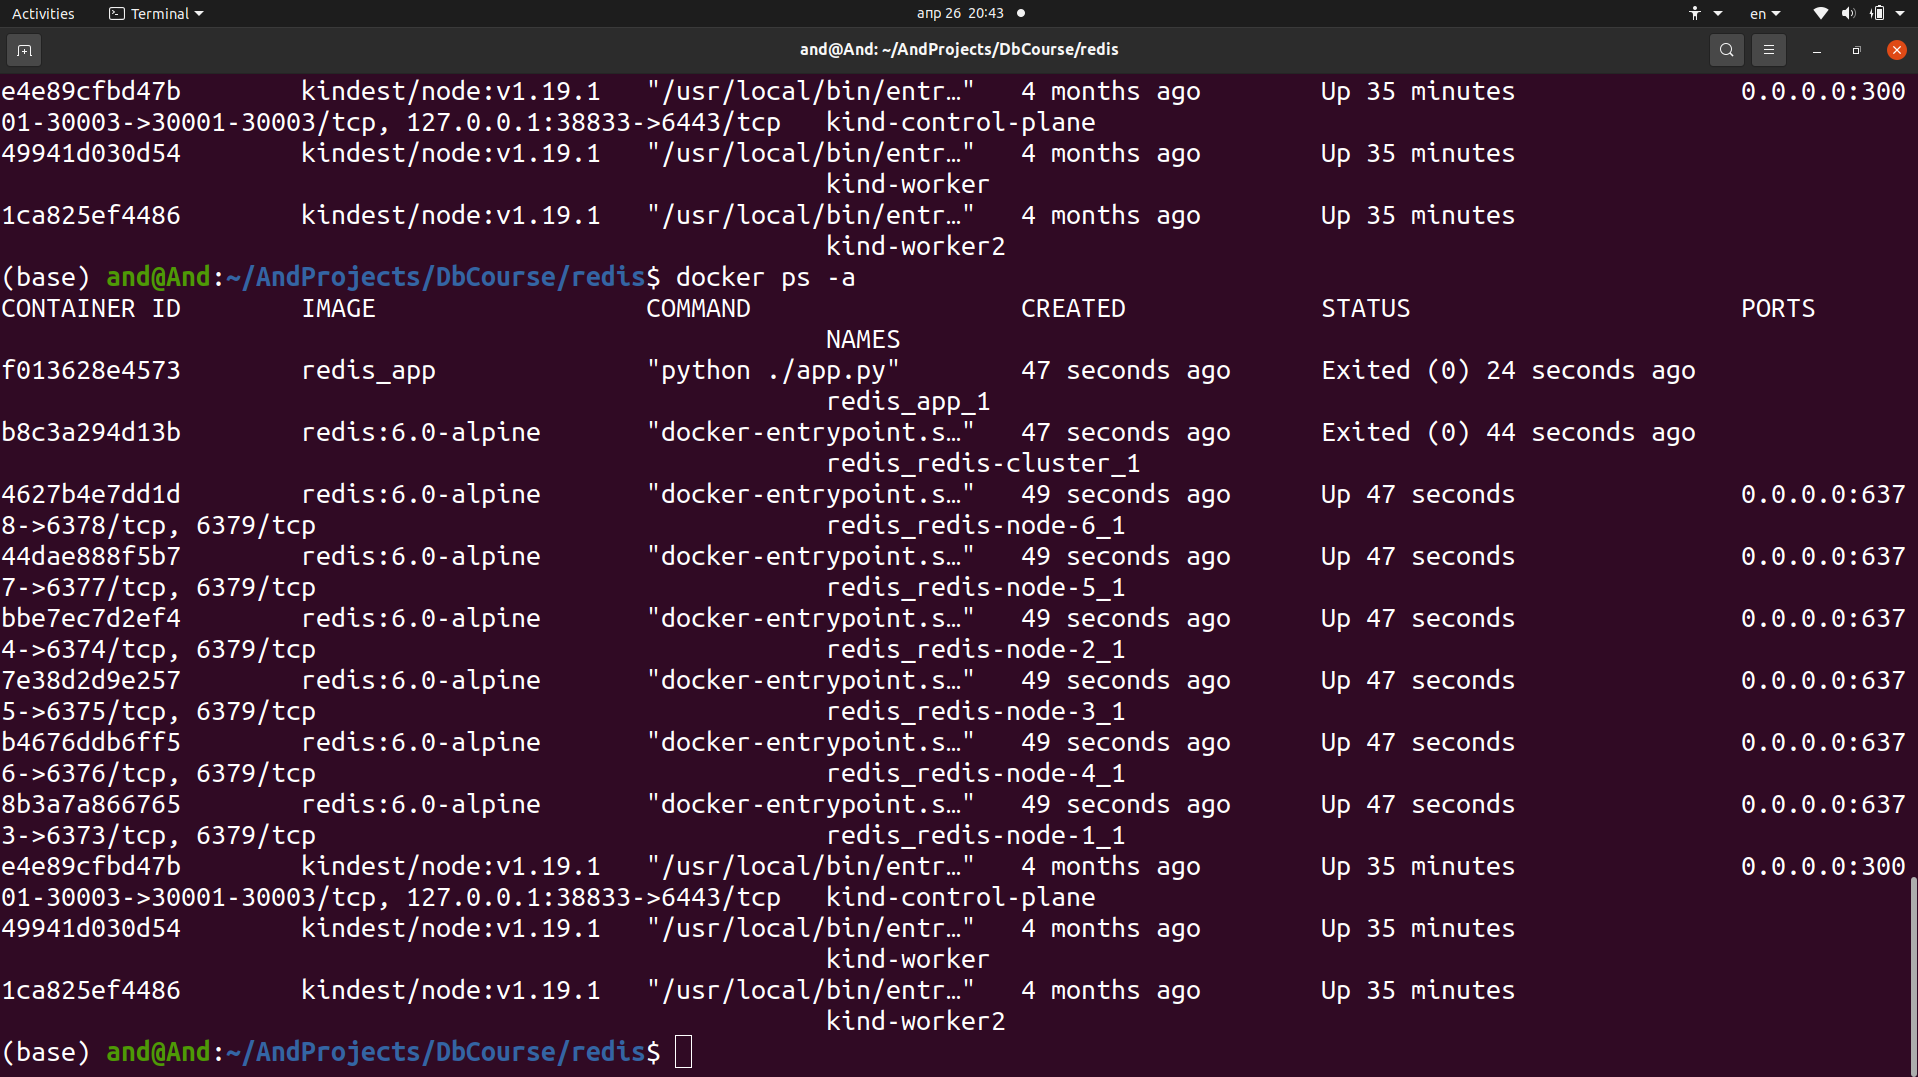 Activities Terminal апр 26 20:43 en
and@And: ~/AndProjects/DbCourse/redis
e4e89cfbd47b kindest/node:v1.19.1 "/usr/local/bin/entr…" 4 months ago Up 35 minutes 0.0.0.0:300
01-30003->30001-30003/tcp, 127.0.0.1:38833->6443/tcp kind-control-plane
49941d030d54 kindest/node:v1.19.1 "/usr/local/bin/entr…" 4 months ago Up 35 minutes
kind-worker
1ca825ef4486 kindest/node:v1.19.1 "/usr/local/bin/entr…" 4 months ago Up 35 minutes
kind-worker2
(base) and@And:~/AndProjects/DbCourse/redis$ docker ps -a
CONTAINER ID IMAGE COMMAND CREATED STATUS PORTS
NAMES
f013628e4573 redis_app "python ./app.py" 47 seconds ago Exited (0) 24 seconds ago
redis_app_1
b8c3a294d13b redis:6.0-alpine "docker-entrypoint.s…" 47 seconds ago Exited (0) 44 seconds ago
redis_redis-cluster_1
4627b4e7dd1d redis:6.0-alpine "docker-entrypoint.s…" 49 seconds ago Up 47 seconds 0.0.0.0:637
8->6378/tcp, 6379/tcp redis_redis-node-6_1
44dae888f5b7 redis:6.0-alpine "docker-entrypoint.s…" 49 seconds ago Up 47 seconds 0.0.0.0:637
7->6377/tcp, 6379/tcp redis_redis-node-5_1
bbe7ec7d2ef4 redis:6.0-alpine "docker-entrypoint.s…" 49 seconds ago Up 47 seconds 0.0.0.0:637
4->6374/tcp, 6379/tcp redis_redis-node-2_1
7e38d2d9e257 redis:6.0-alpine "docker-entrypoint.s…" 49 seconds ago Up 47 seconds 0.0.0.0:637
5->6375/tcp, 6379/tcp redis_redis-node-3_1
b4676ddb6ff5 redis:6.0-alpine "docker-entrypoint.s…" 49 seconds ago Up 47 seconds 0.0.0.0:637
6->6376/tcp, 6379/tcp redis_redis-node-4_1
8b3a7a866765 redis:6.0-alpine "docker-entrypoint.s…" 49 seconds ago Up 47 seconds 0.0.0.0:637
3->6373/tcp, 6379/tcp redis_redis-node-1_1
e4e89cfbd47b kindest/node:v1.19.1 "/usr/local/bin/entr…" 4 months ago Up 35 minutes 0.0.0.0:300
01-30003->30001-30003/tcp, 127.0.0.1:38833->6443/tcp kind-control-plane
49941d030d54 kindest/node:v1.19.1 "/usr/local/bin/entr…" 4 months ago Up 35 minutes
kind-worker
1ca825ef4486 kindest/node:v1.19.1 "/usr/local/bin/entr…" 4 months ago Up 35 minutes
kind-worker2
(base) and@And:~/AndProjects/DbCourse/redis$